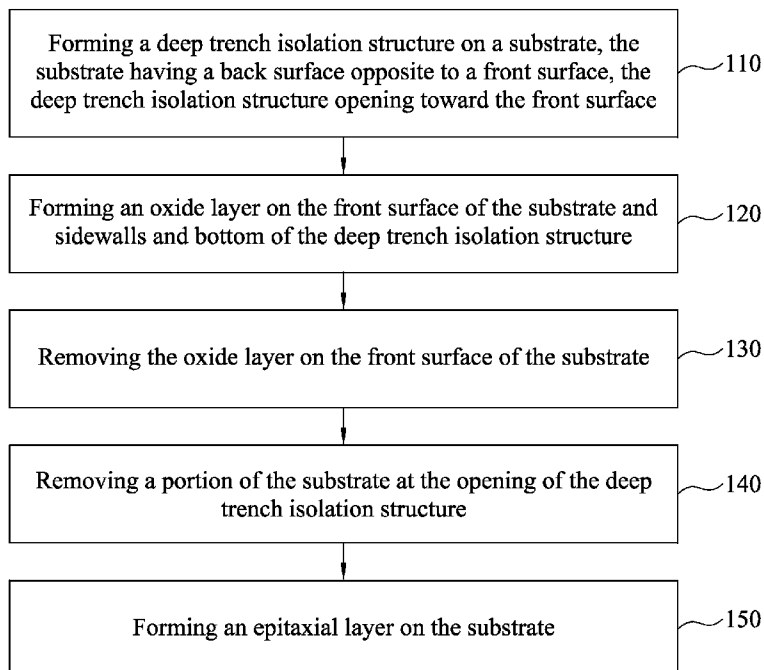 Forming a deep trench isolation structure on a substrate, the
substrate having a back surface opposite to a front surface, the
deep trench isolation structure opening toward the front surface
110
Forming an oxide layer on the front surface of the substrate and
sidewalls and bottom of the deep trench isolation structure
120
Removing the oxide layer on the front surface of the substrate
130
Removing a portion of the substrate at the opening of the deep
trench isolation structure
140
Forming an epitaxial layer on the substrate
150